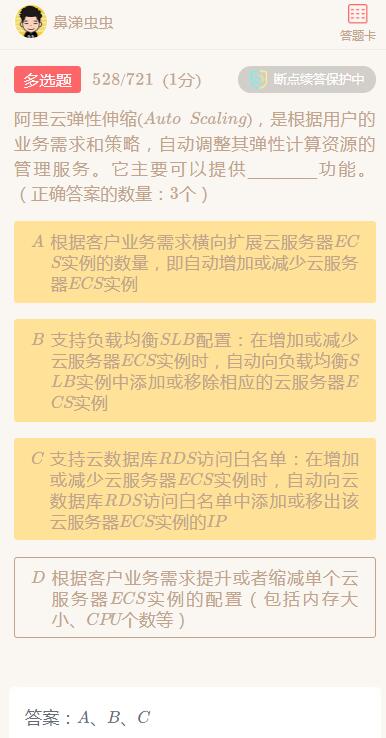 鼻涕虫虫
答题卡
多选题 528/721 (1分) 断点续答保护中
阿里云弹性伸缩(Auto Scaling)，是根据用户的
业务需求和策略，自动调整其弹性计算资源的
管理服务。它主要可以提供________功能。
（正确答案的数量：3个）
A 根据客户业务需求横向扩展云服务器EC
S实例的数量，即自动增加或减少云服务
器ECS实例
B 支持负载均衡SLB配置：在增加或减少
云服务器ECS实例时，自动向负载均衡S
LB实例中添加或移除相应的云服务器E
CS实例
C 支持云数据库RDS访问白名单：在增加
或减少云服务器ECS实例时，自动向云
数据库RDS访问白名单中添加或移出该
云服务器ECS实例的IP
D 根据客户业务需求提升或者缩减单个云
服务器ECS实例的配置（包括内存大
小、CPU个数等）
答案：A、B、C